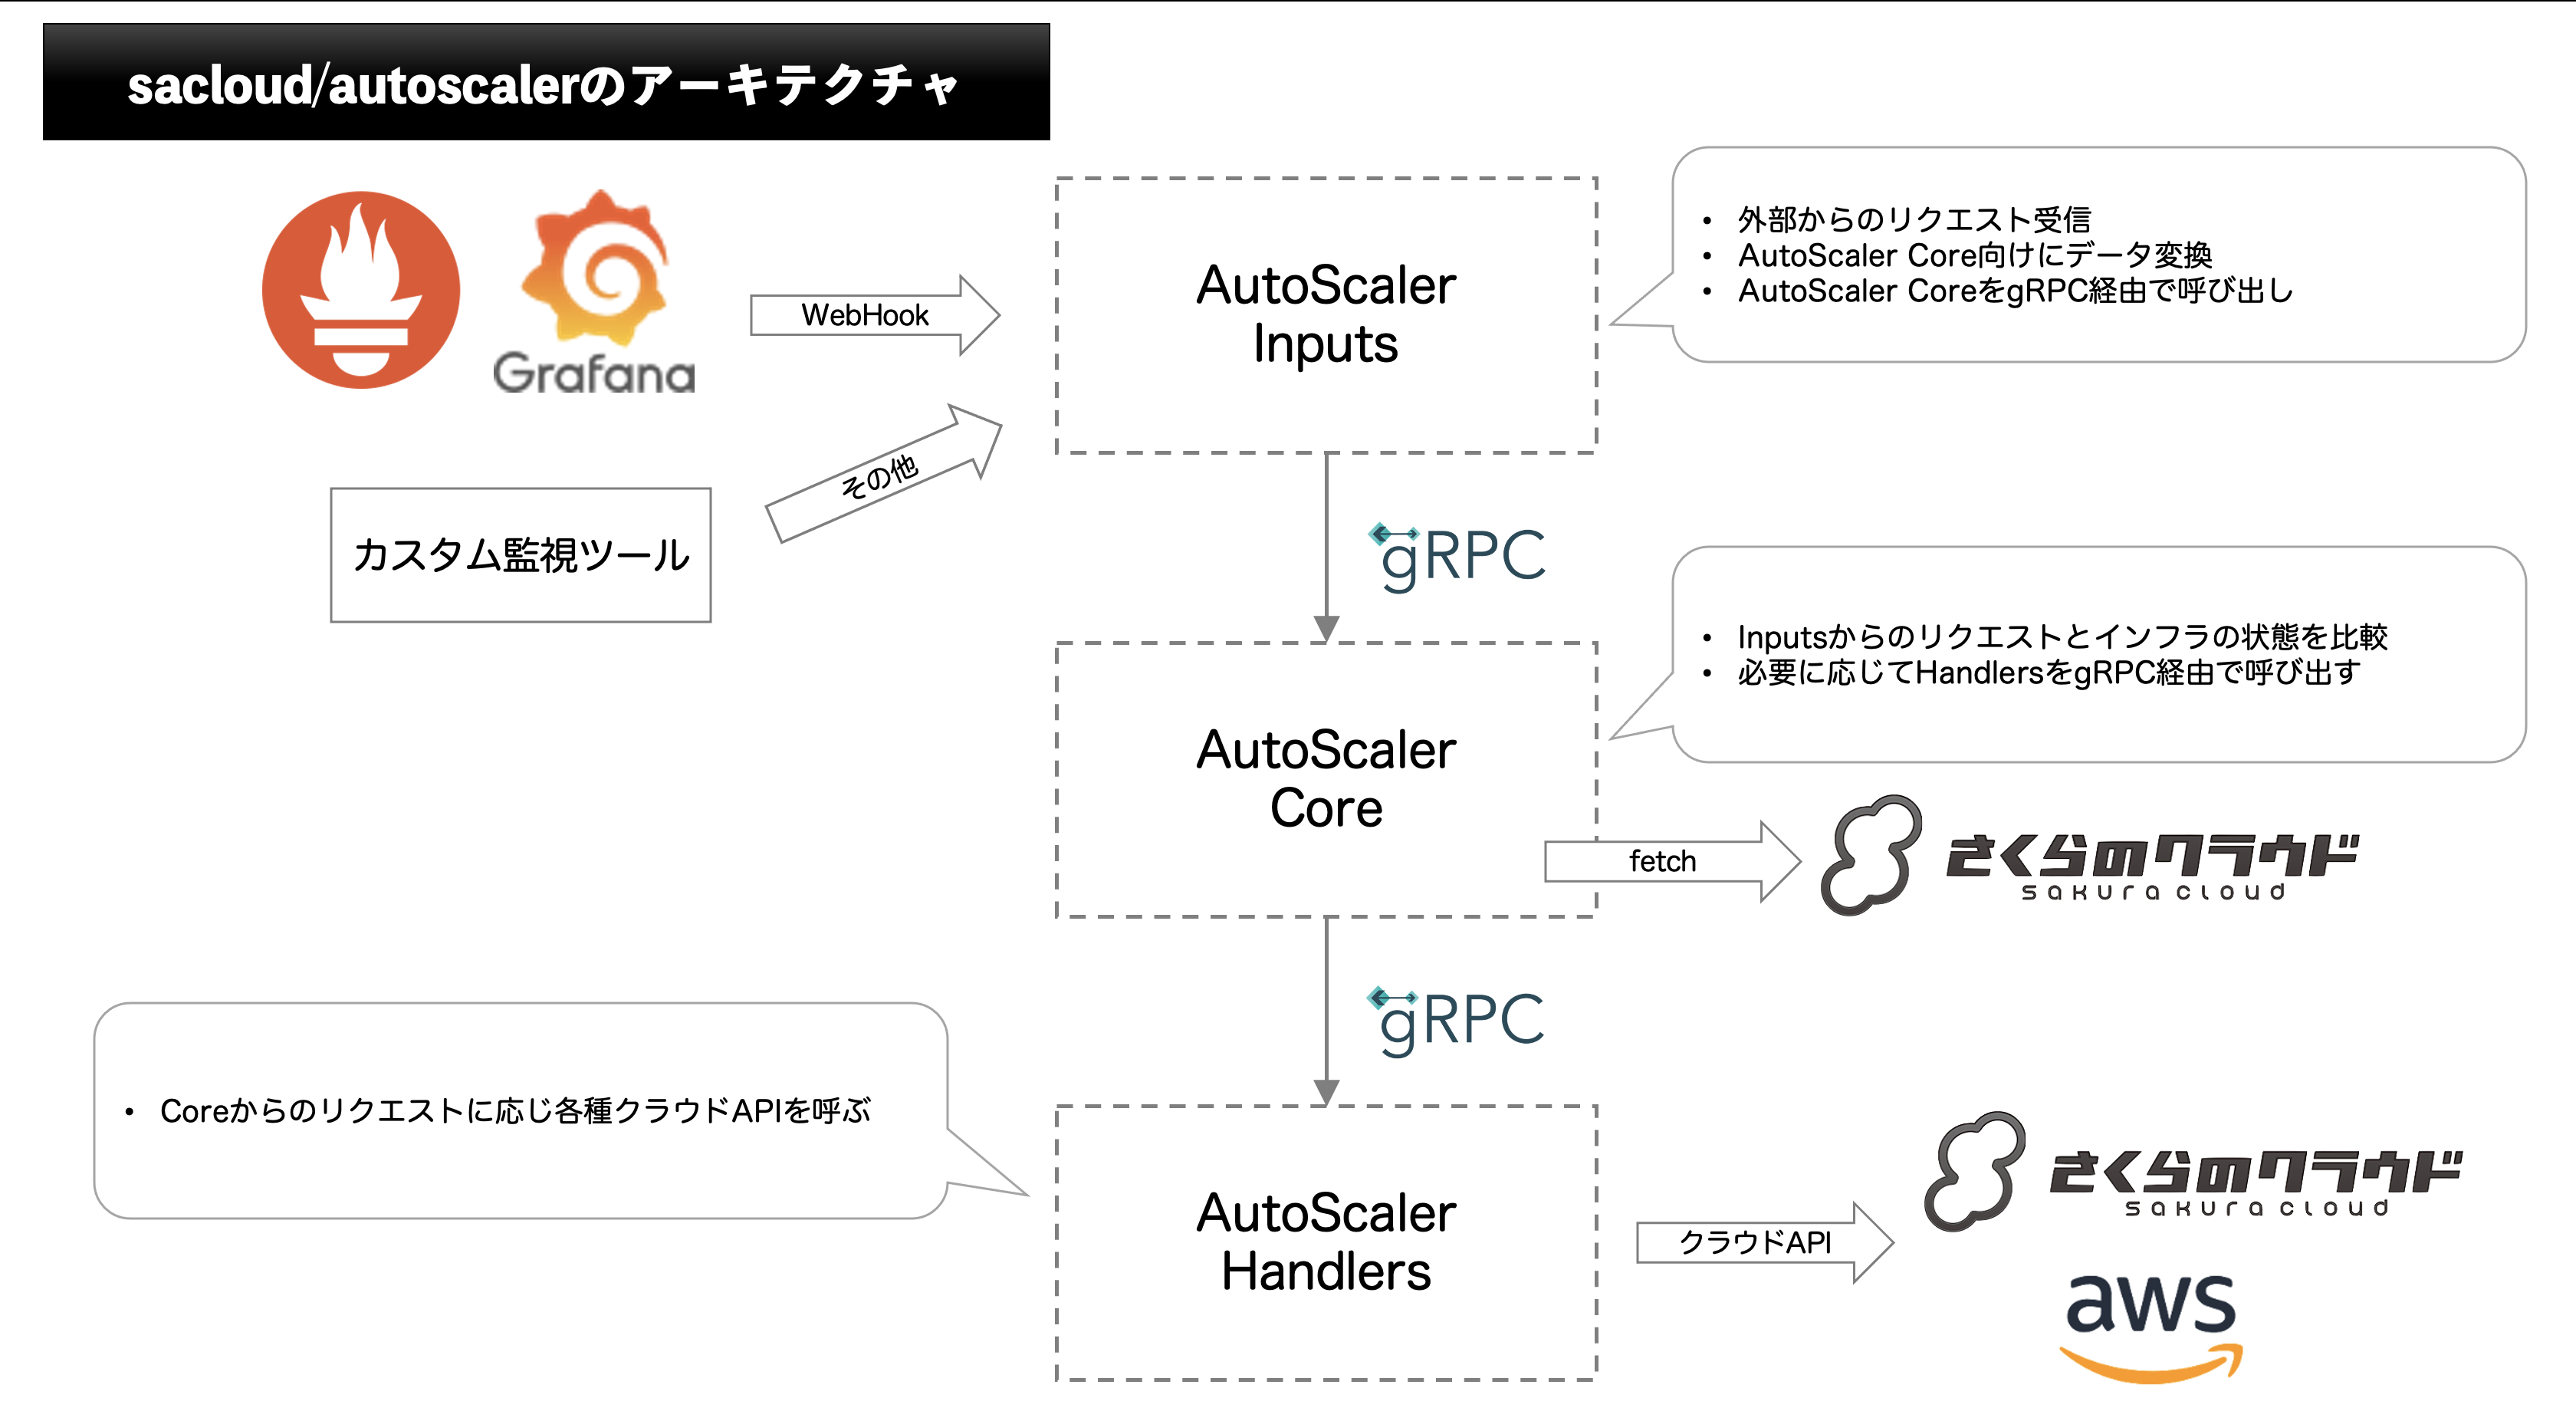 sacloud/autoscalerのアーキテクチャ
Grafana
WebHook
その他
カスタム監視ツール
AutoScaler
Inputs
• 外部からのリクエスト受信
• AutoScaler Core向けにデータ変換
• AutoScaler CoreをgRPC経由で呼び出し
gRPC
AutoScaler
Core
• Inputsからのリクエストとインフラの状態を比較
• 必要に応じてHandlersをgRPC経由で呼び出す
fetch
さくらのクラウド
sakura cloud
gRPC
• Coreからのリクエストに応じ各種クラウドAPIを呼ぶ
AutoScaler
Handlers
クラウドAPI
さくらのクラウド
sakura cloud
aws